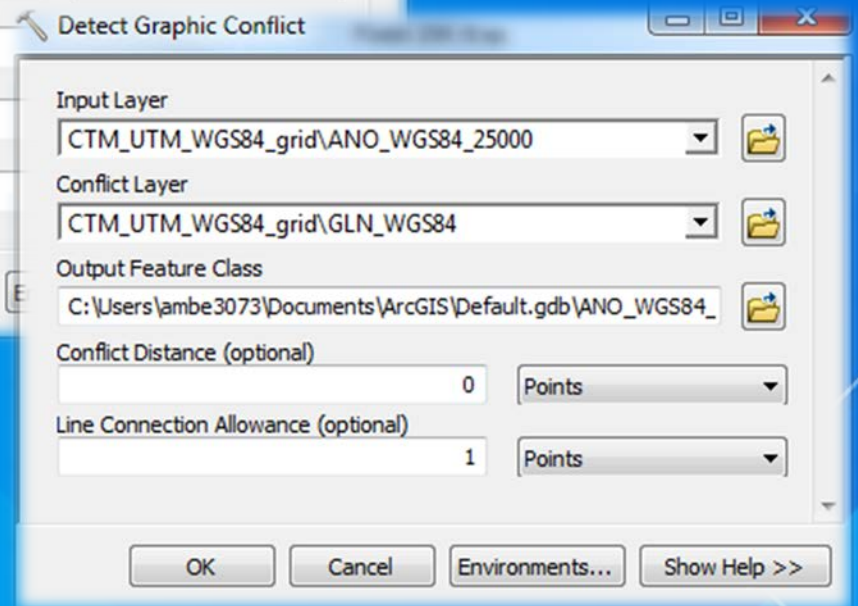 Detect Graphic Conflict
Input Layer
CTM_UTM_WGS84_grid\ANO_WGS84_25000
Conflict Layer
CTM_UTM_WGS84_grid\GLN_WGS84
Output Feature Class
C:\Users\ambe3073\Documents\ArcGIS\Default.gdb\ANO_WGS84_
Conflict Distance (optional)
0 Points
Line Connection Allowance (optional)
1 Points
OK Cancel Environments... Show Help >>